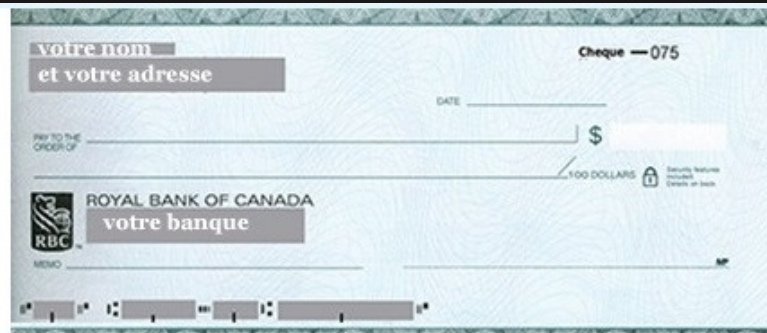 votre nom
et votre adresse
Cheque — 075
DATE
PAY TO THE
ORDER OF
$
100 DOLLARS
Security features
included.
Details on back.
ROYAL BANK OF CANADA
votre banque
RBC
MEMO
MP